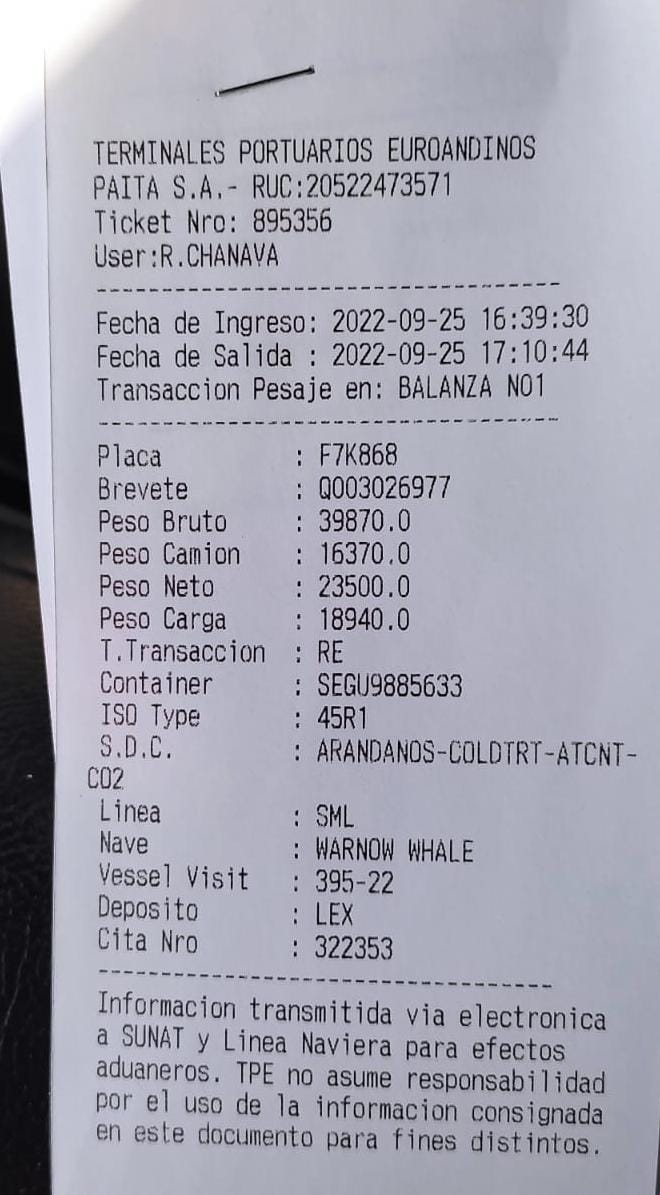 TERMINALES PORTUARIOS EUROANDINOS
PAITA S.A.- RUC:20522473571
Ticket Nro: 895356
User:R.CHANAVA
Fecha de Ingreso: 2022-09-25 16:39:30
Fecha de Salida : 2022-09-25 17:10:44
Transaccion Pesaje en: BALANZA NO1
Placa : F7K868
Brevete : Q003026977
Peso Bruto : 39870.0
Peso Camion : 16370.0
Peso Neto : 23500.0
Peso Carga : 18940.0
T.Transaccion : RE
Container : SEGU9885633
ISO Type : 45R1
S.D.C. : ARANDANOS-COLDTRT-ATCNT-
CO2
Linea : SML
Nave : WARNOW WHALE
Vessel Visit : 395-22
Deposito : LEX
Cita Nro : 322353
Informacion transmitida via electronica
a SUNAT y Linea Naviera para efectos
aduaneros. TPE no asume responsabilidad
por el uso de la informacion consignada
en este documento para fines distintos.